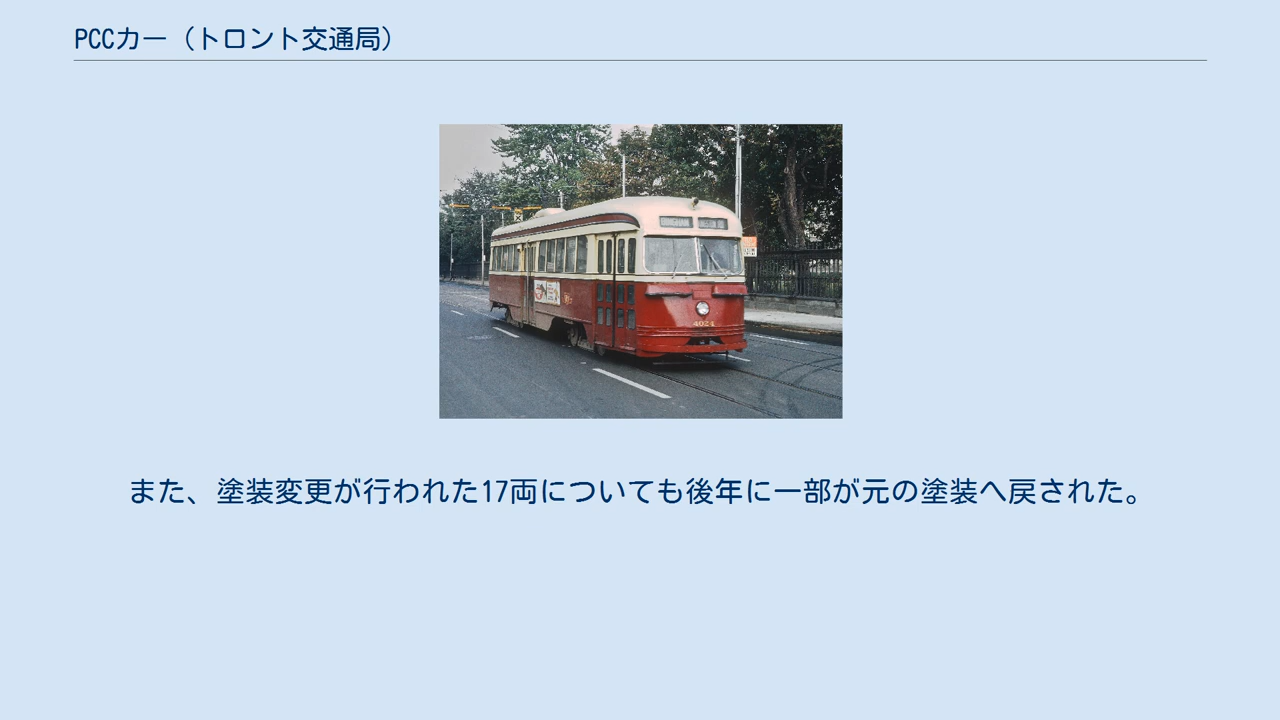 PCCカー（トロント交通局）
4024
また、塗装変更が行われた17両についても後年に一部が元の塗装へ戻された。